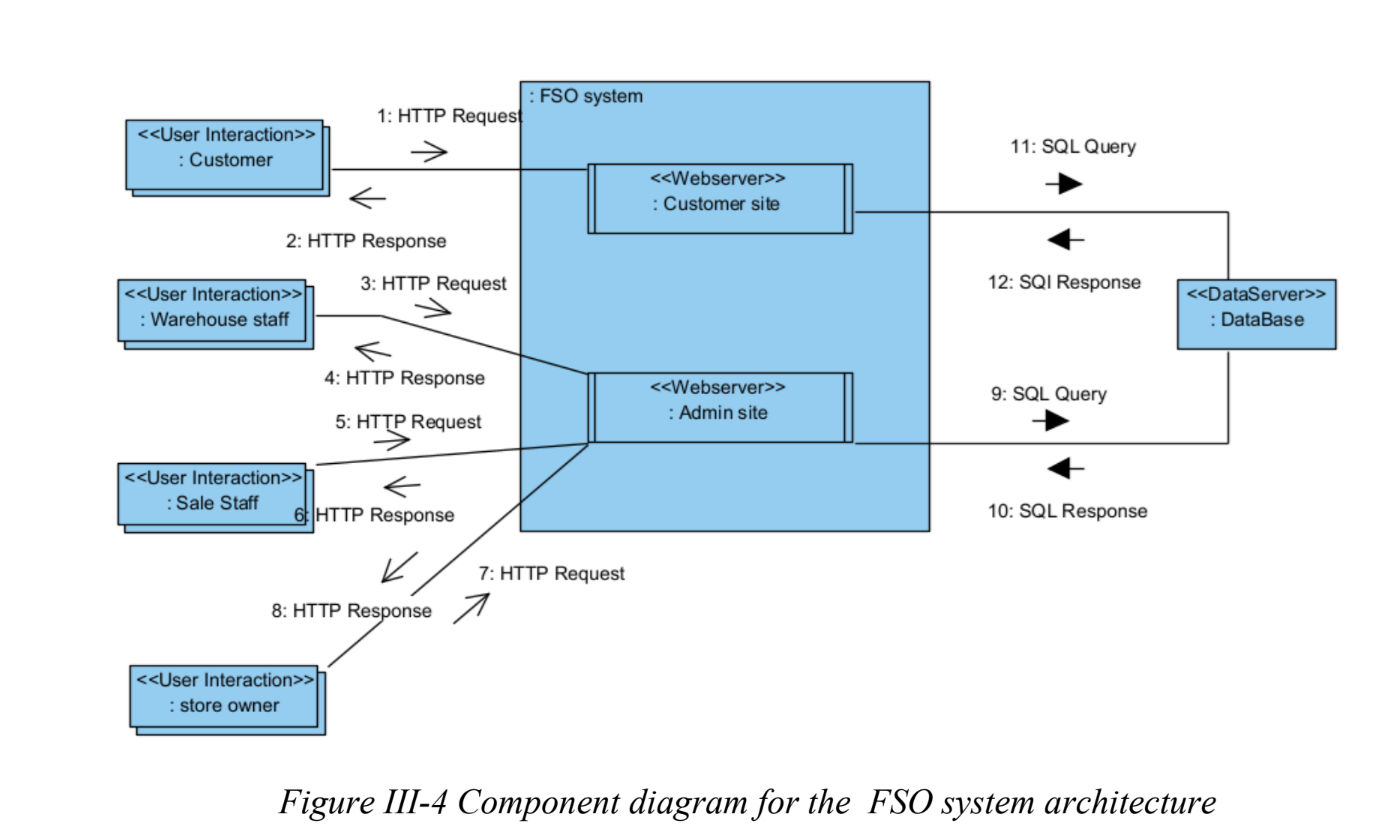 : FSO system
1: HTTP Request
<<User Interaction>>
: Customer
11: SQL Query
<<Webserver>>
: Customer site
2: HTTP Response
12: SQl Response
3: HTTP Request
<<User Interaction>>
: Warehouse staff
<<DataServer>>
: DataBase
4: HTTP Response
<<Webserver>>
: Admin site
9: SQL Query
5: HTTP Request
<<User Interaction>>
: Sale Staff
6: HTTP Response
10: SQL Response
7: HTTP Request
8: HTTP Response
<<User Interaction>>
: store owner
Figure III-4 Component diagram for the FSO system architecture